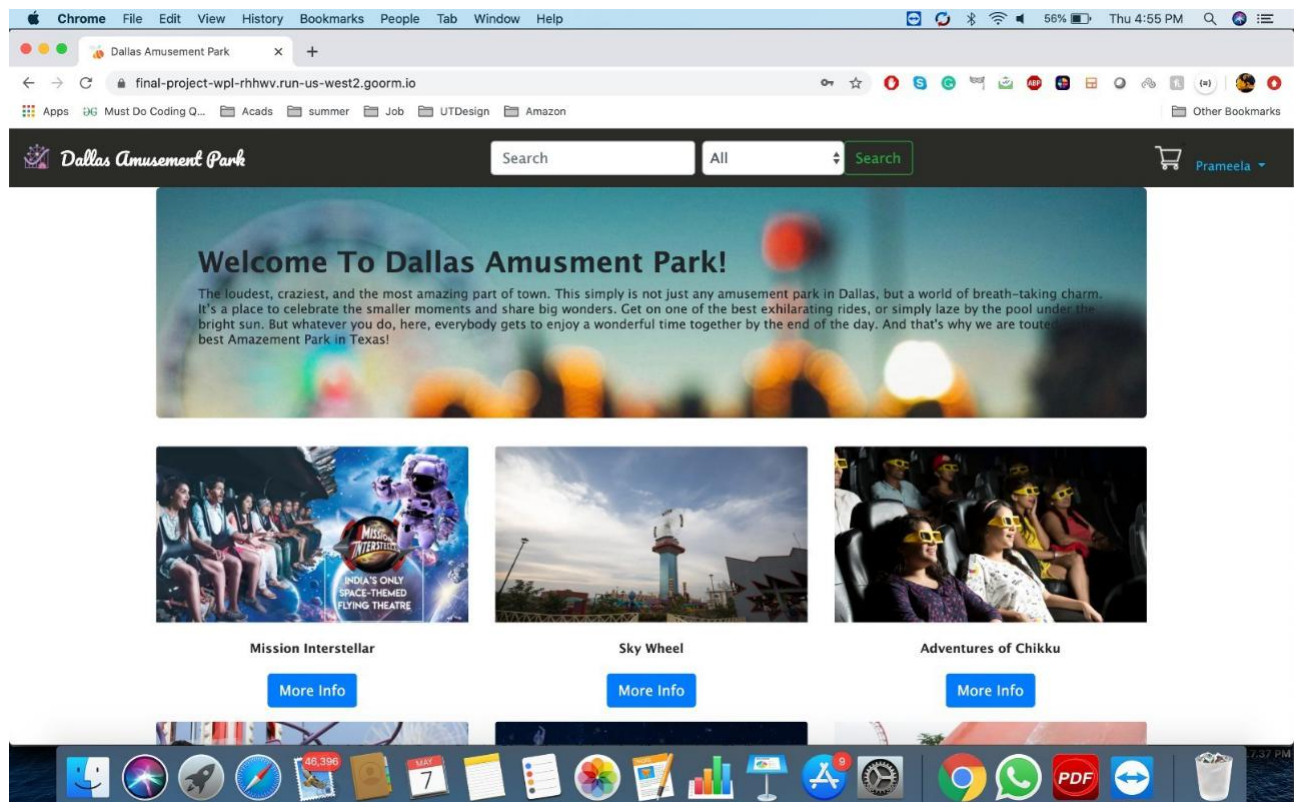 Chrome File Edit View History Bookmarks People Tab Window Help 56% Thu 4:55 PM
Dallas Amusement Park
final-project-wpl-rhhwv.run-us-west2.goorm.io
Apps Must Do Coding Q... Acads summer Job UTDesign Amazon Other Bookmarks
Dallas Amusement Park Search All Search Prameela
Welcome To Dallas Amusment Park!
The loudest, craziest, and the most amazing part of town. This simply is not just any amusement park in Dallas, but a world of breath-taking charm.
It's a place to celebrate the smaller moments and share big wonders. Get on one of the best exhilarating rides, or simply laze by the pool under the
bright sun. But whatever you do, here, everybody gets to enjoy a wonderful time together by the end of the day. And that's why we are touted
best Amazement Park in Texas!
MISSION
INTERSTELLAR
INDIA'S ONLY
SPACE-THEMED
FLYING THEATRE
Mission Interstellar Sky Wheel Adventures of Chikku
More Info More Info More Info
46,396 MAY 9
7 PDF
7.37 PM